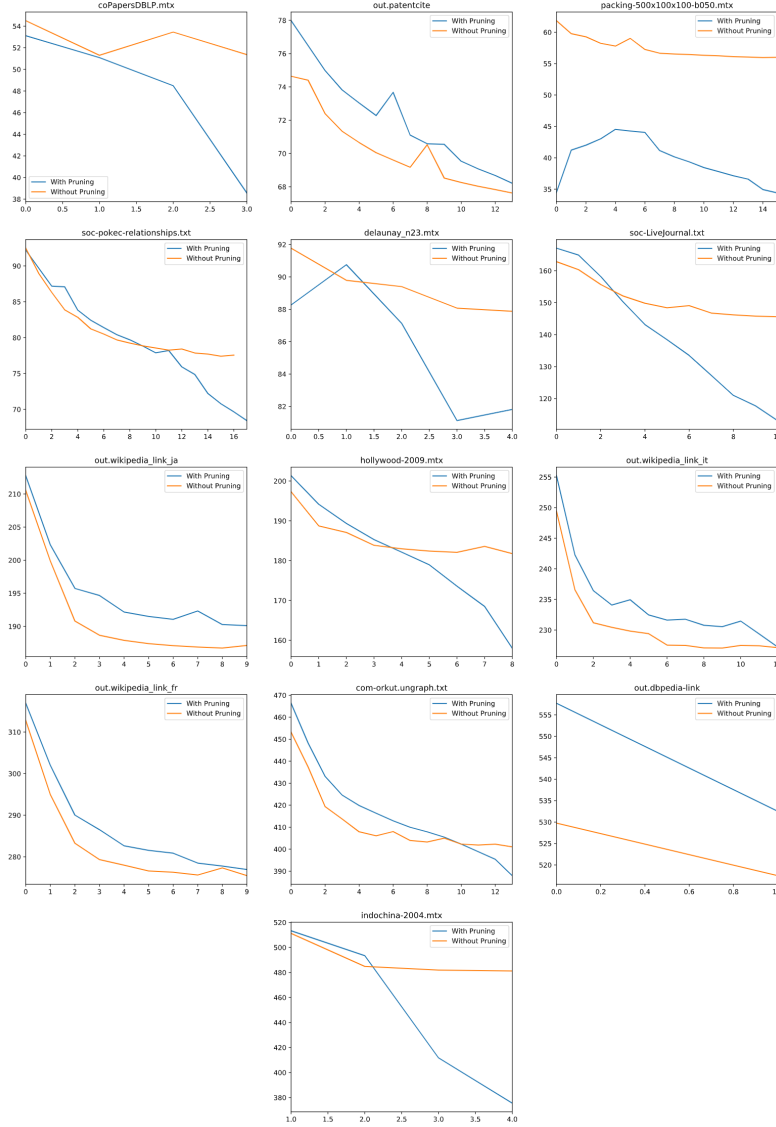 coPapersDBLP.mtx
54
52
50
48
46
44
42
40
38
With Pruning
Without Pruning
0.0 0.5 1.0 1.5 2.0 2.5 3.0
out.patentcite
78
76
74
72
70
68
With Pruning
Without Pruning
0 2 4 6 8 10 12
packing-500x100x100-b050.mtx
60
55
50
45
40
35
With Pruning
Without Pruning
0 2 4 6 8 10 12 14
soc-pokec-relationships.txt
90
85
80
75
70
With Pruning
Without Pruning
0 2 4 6 8 10 12 14 16
delaunay_n23.mtx
92
90
88
86
84
82
With Pruning
Without Pruning
0.0 0.5 1.0 1.5 2.0 2.5 3.0 3.5 4.0
soc-LiveJournal.txt
160
150
140
130
120
With Pruning
Without Pruning
0 2 4 6 8
out.wikipedia_link_ja
210
205
200
195
190
With Pruning
Without Pruning
0 1 2 3 4 5 6 7 8 9
hollywood-2009.mtx
200
190
180
170
160
With Pruning
Without Pruning
0 1 2 3 4 5 6 7 8
out.wikipedia_link_it
255
250
245
240
235
230
With Pruning
Without Pruning
0 2 4 6 8 10
out.wikipedia_link_fr
310
300
290
280
With Pruning
Without Pruning
0 1 2 3 4 5 6 7 8 9
com-orkut.ungraph.txt
470
460
450
440
430
420
410
400
390
With Pruning
Without Pruning
0 2 4 6 8 10 12
out.dbpedia-link
555
550
545
540
535
530
525
520
With Pruning
Without Pruning
0.0 0.2 0.4 0.6 0.8
indochina-2004.mtx
520
500
480
460
440
420
400
380
With Pruning
Without Pruning
1.0 1.5 2.0 2.5 3.0 3.5 4.0